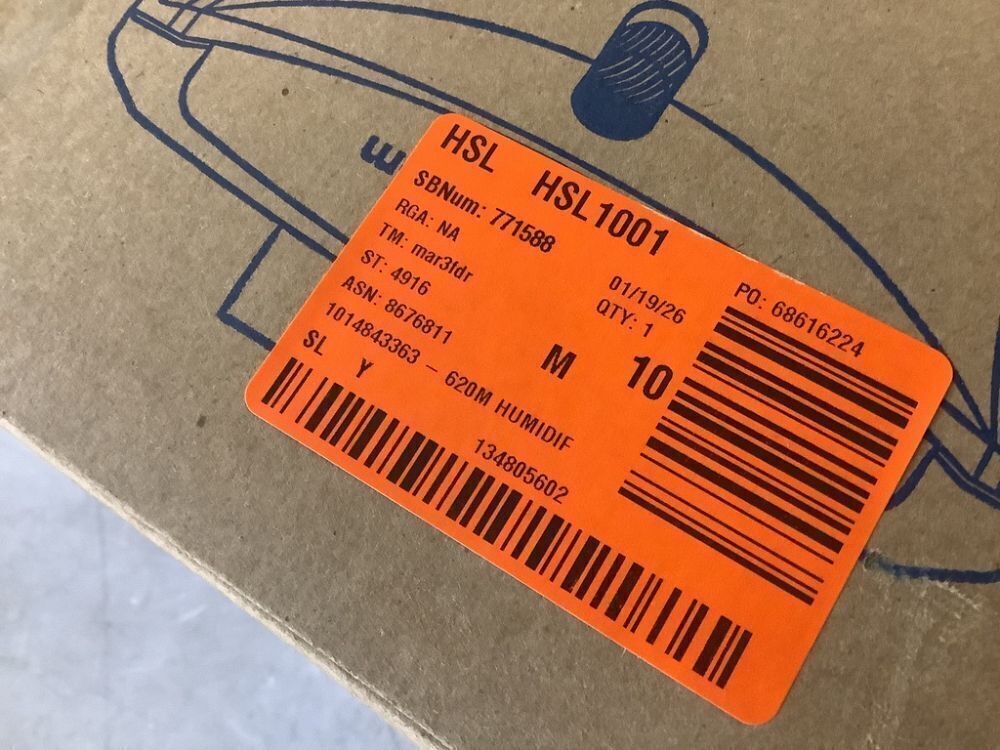 HSL HSL1001
SBNum: 771588
RGA: NA
TM: mar3fdr
ST: 4916
ASN: 8676811
1014843363 – 620M HUMIDIF
SL Y
134805602
01/19/26
QTY: 1
M 10
PO: 68616224